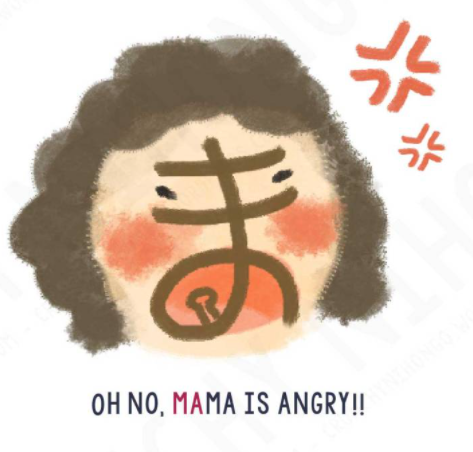 ま
OH NO, MAMA IS ANGRY!!